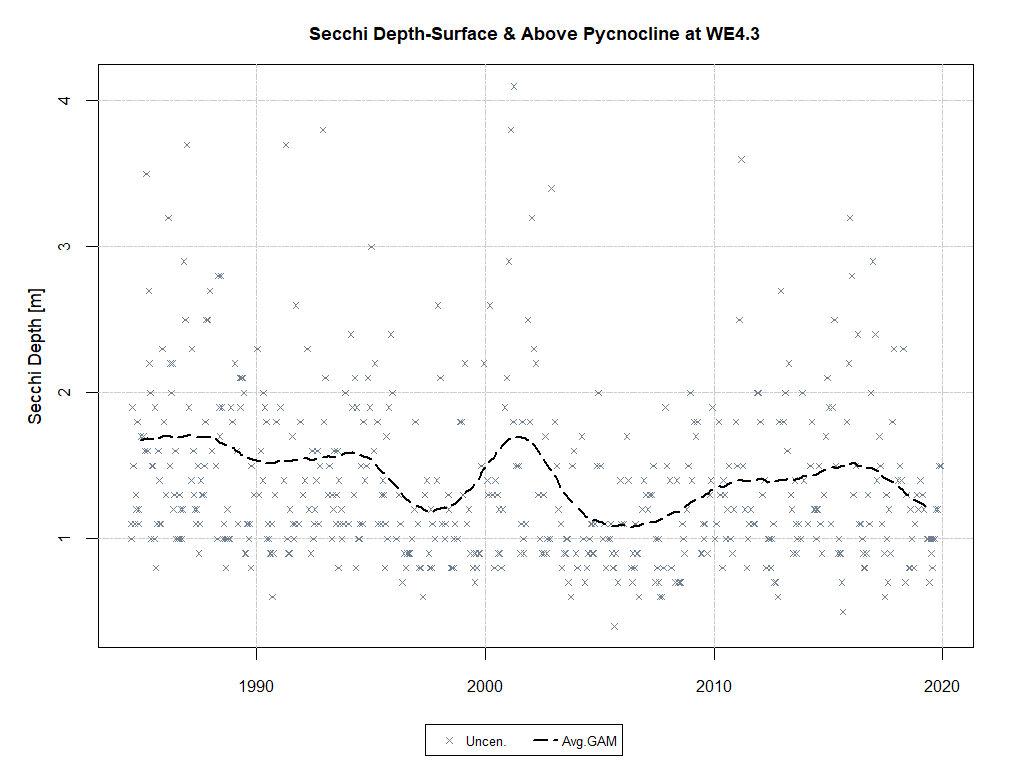 Secchi Depth-Surface & Above Pycnocline at WE4.3
Secchi Depth [m]
4
3
2
1
1990 2000 2010 2020
Uncen. Avg.GAM